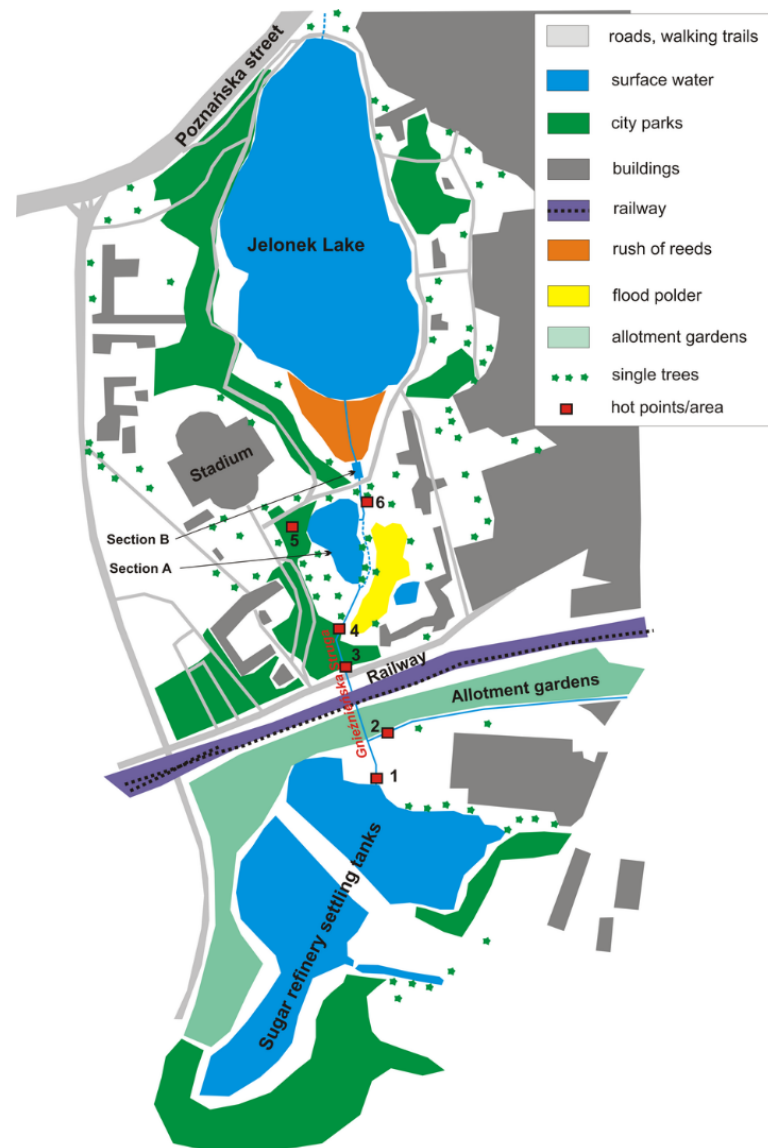 Poznańska street
roads, walking trails
surface water
city parks
buildings
railway
rush of reeds
flood polder
allotment gardens
single trees
hot points/area
Jelonek Lake
Stadium
Section B
Section A
6
5
4
3
Railway
Gnieźnieńska Struga
Allotment gardens
2
1
Sugar refinery settling tanks